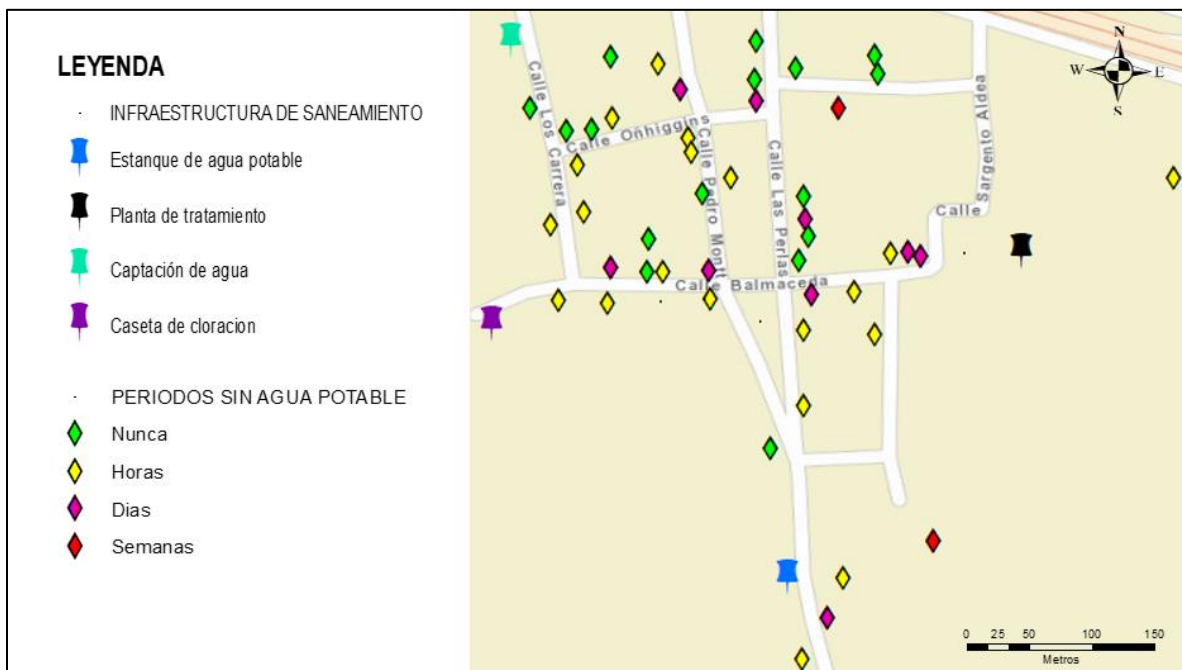 LEYENDA
INFRAESTRUCTURA DE SANEAMIENTO
Estanque de agua potable
Planta de tratamiento
Captación de agua
Caseta de cloracion
PERIODOS SIN AGUA POTABLE
Nunca
Horas
Dias
Semanas
Calle Los Carrera
Calle Oñhiggins
Calle Pedro Montt
Calle Las Perlas
Calle Sargento Aldea
Calle Balmaceda
N
W E
S
0 25 50 100 150
Metros